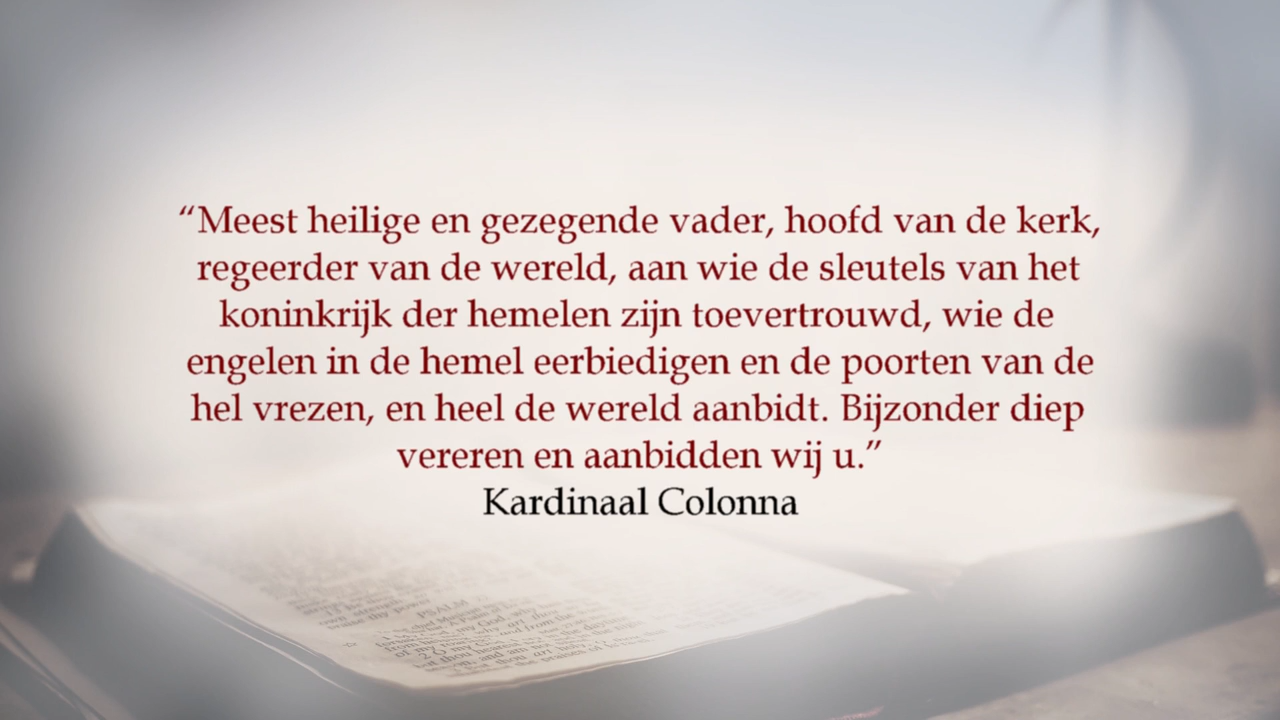 “Meest heilige en gezegende vader, hoofd van de kerk,
regeerder van de wereld, aan wie de sleutels van het
koninkrijk der hemelen zijn toevertrouwd, wie de
engelen in de hemel eerbiedigen en de poorten van de
hel vrezen, en heel de wereld aanbidt. Bijzonder diep
vereren en aanbidden wij u.”
Kardinaal Colonna
PSALM